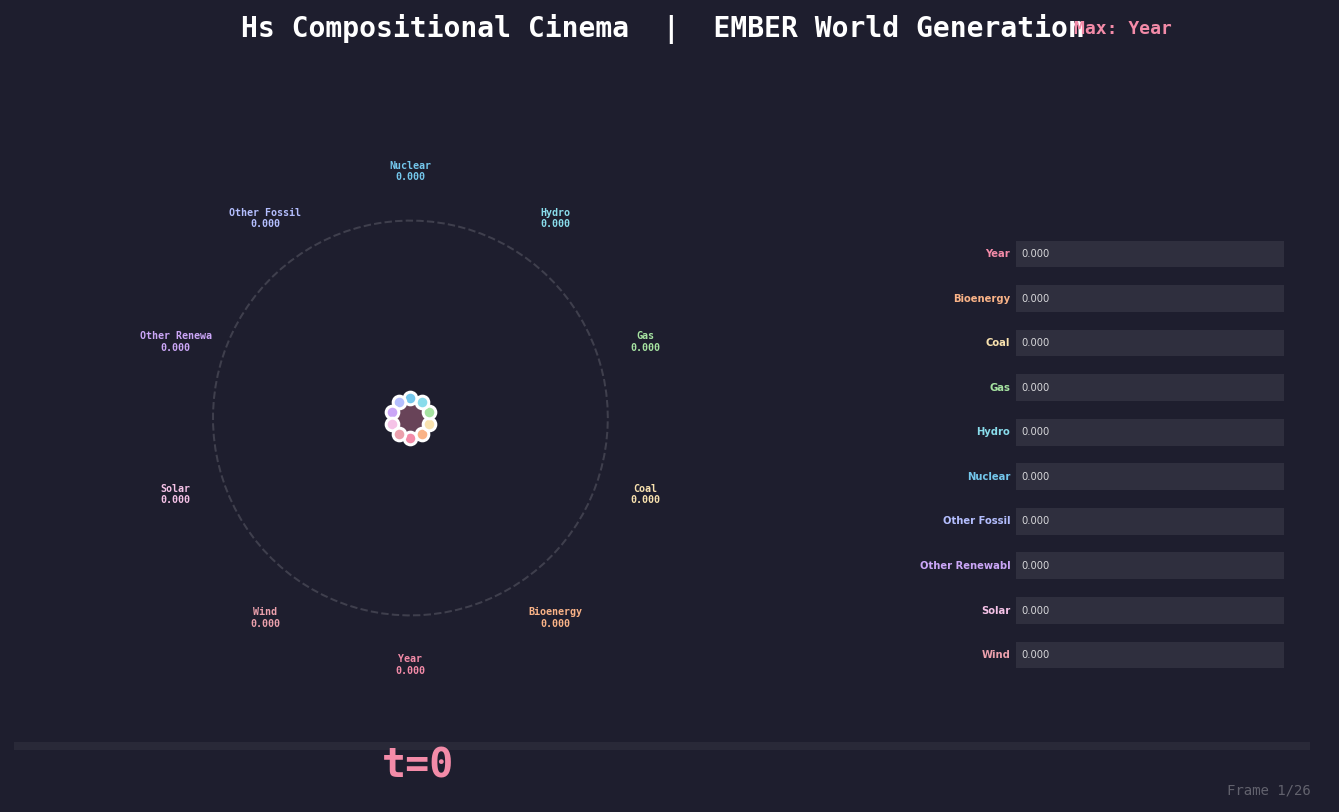 Hs Compositional Cinema | EMBER World Generation
Max: Year
Nuclear
0.000
Other Fossil
0.000
Hydro
0.000
Other Renewa
0.000
Gas
0.000
Solar
0.000
Coal
0.000
Wind
0.000
Bioenergy
0.000
Year
0.000
Year 0.000
Bioenergy 0.000
Coal 0.000
Gas 0.000
Hydro 0.000
Nuclear 0.000
Other Fossil 0.000
Other Renewabl 0.000
Solar 0.000
Wind 0.000
t=0
Frame 1/26